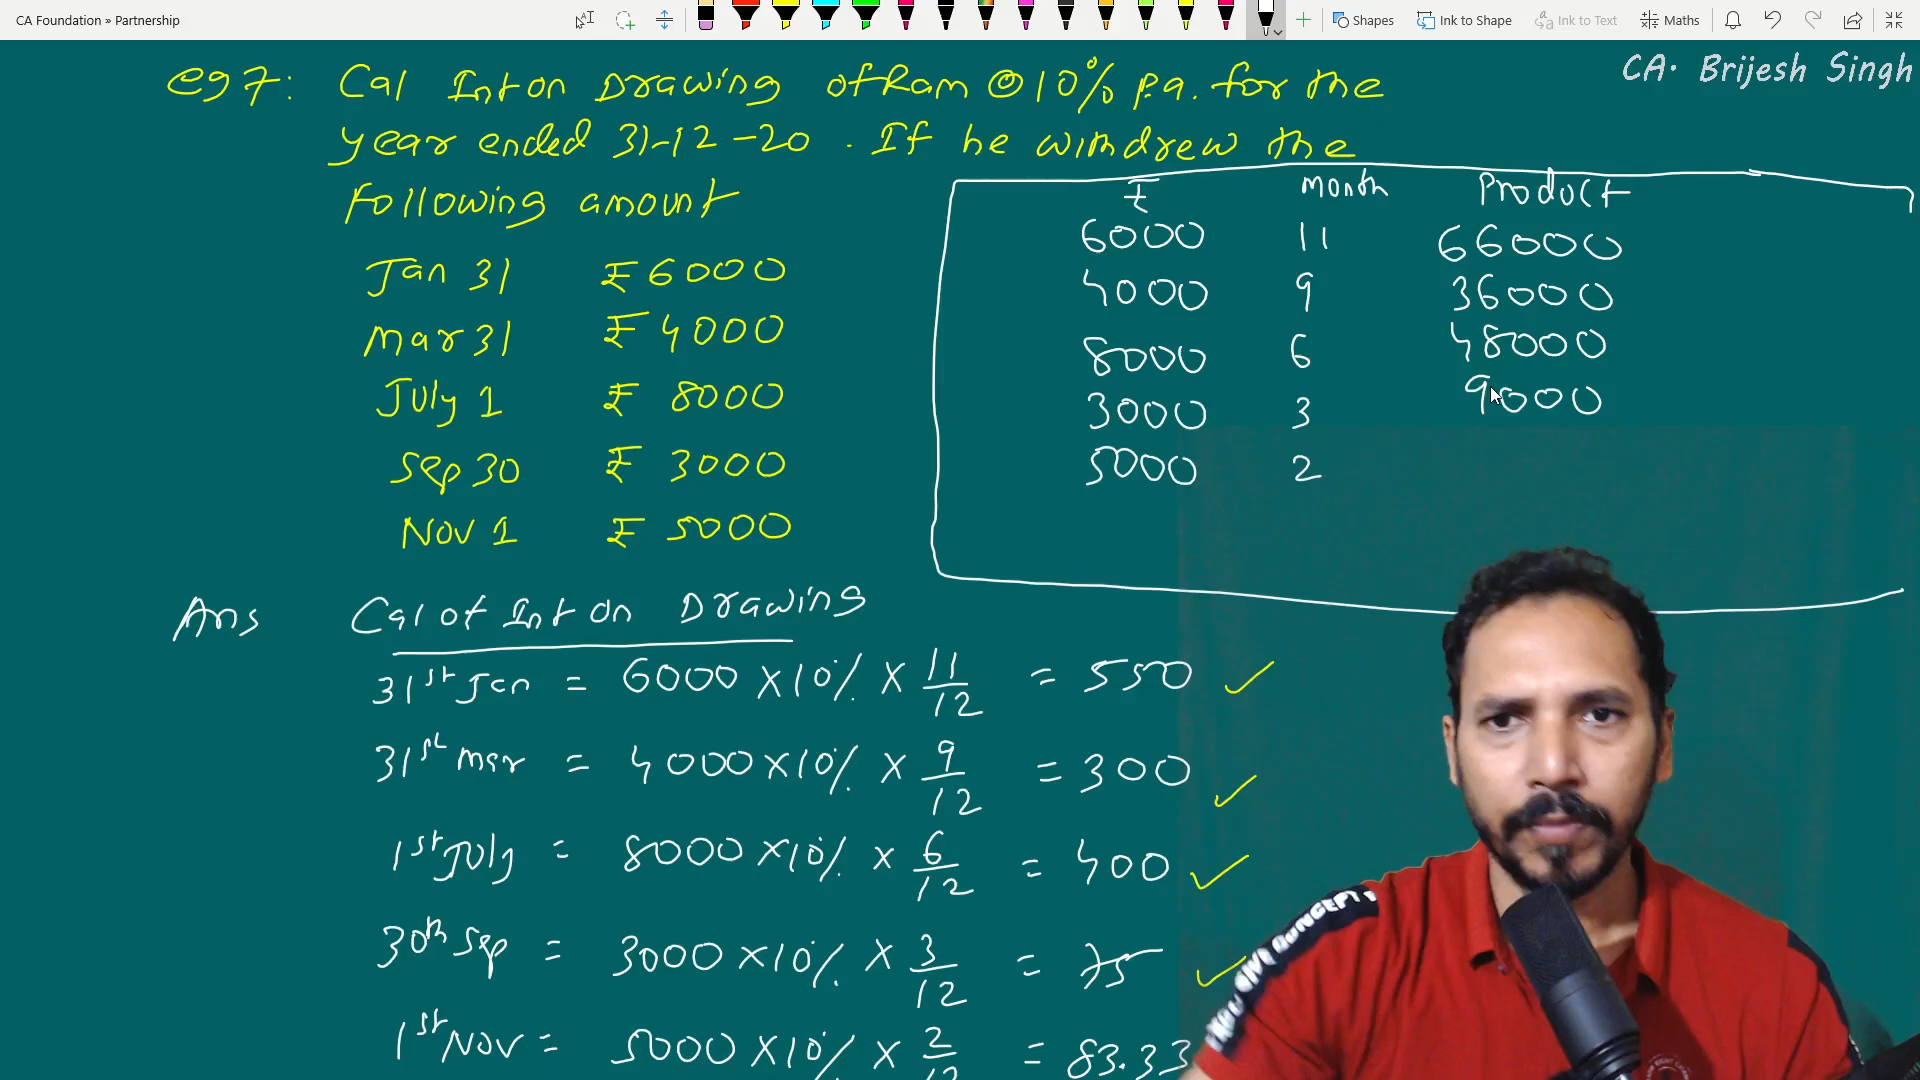 CA Foundation » Partnership
Shapes Ink to Shape Ink to Text Maths
CA. Brijesh Singh
eg 7: Cal Int on Drawing of Ram @ 10% p.a. for the
year ended 31-12-20. If he withdrew the
following amount
Jan 31 ₹ 6000
Mar 31 ₹ 4000
July 1 ₹ 8000
Sep 30 ₹ 3000
Nov 1 ₹ 5000
₹ month Product
6000 11 66000
4000 9 36000
8000 6 48000
3000 3 9000
5000 2
Ans Cal of Int on Drawing
31st Jan = 6000 × 10% × 11/12 = 550 ✓
31st Mar = 4000 × 10% × 9/12 = 300 ✓
1st July = 8000 × 10% × 6/12 = 400 ✓
30th Sep = 3000 × 10% × 3/12 = 75 ✓
1st Nov = 5000 × 10% × 2/12 = 83.33